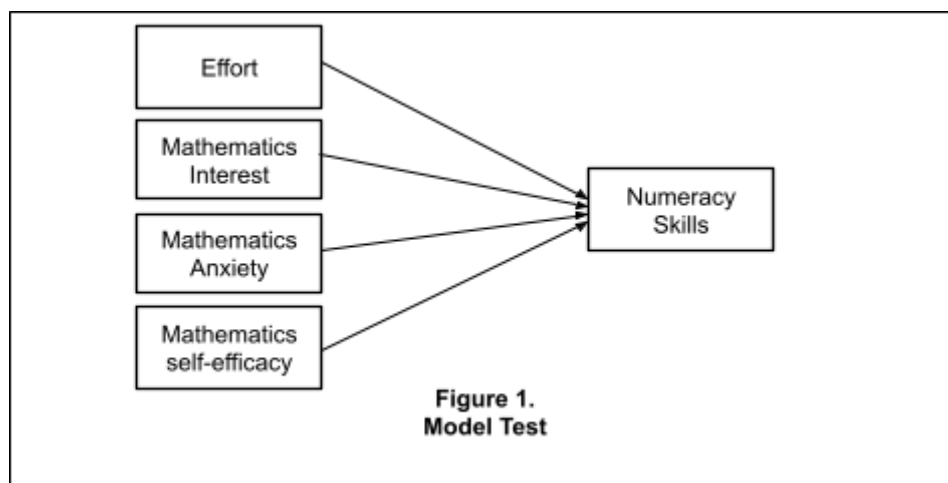 Effort
Mathematics
Interest
Mathematics
Anxiety
Mathematics
self-efficacy
Numeracy
Skills
Figure 1.
Model Test